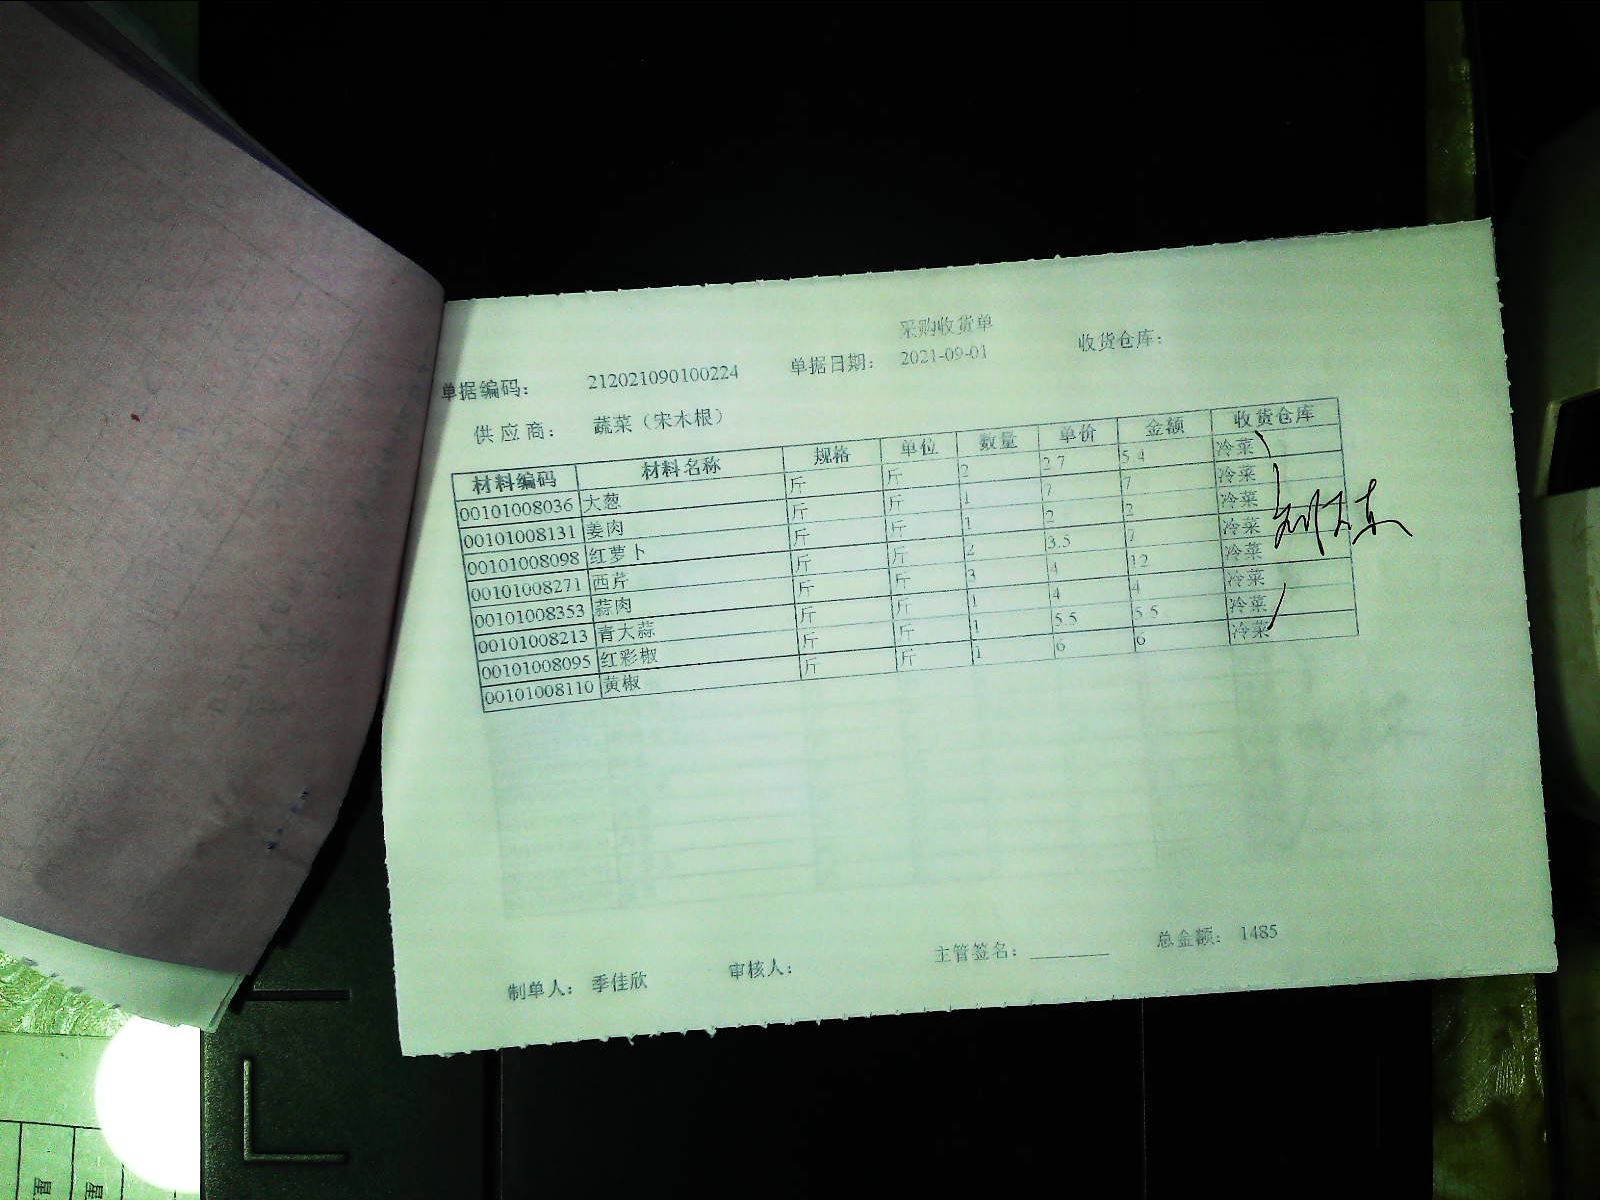 采购收货单
单据编码： 212021090100224 单据日期： 2021-09-01 收货仓库：
供应商： 蔬菜（宋木根）
材料编码 材料名称 规格 单位 数量 单价 金额 收货仓库
00101008036 大葱 斤 斤 2 2.7 5.4 冷菜
00101008131 姜肉 斤 斤 1 7 7 冷菜
00101008098 红萝卜 斤 斤 1 2 2 冷菜
00101008271 西芹 斤 斤 2 3.5 7 冷菜
00101008353 蒜肉 斤 斤 3 4 12 冷菜
00101008213 青大蒜 斤 斤 1 4 4 冷菜
00101008095 红彩椒 斤 斤 1 5.5 5.5 冷菜
00101008110 黄椒 斤 斤 1 6 6 冷菜
制单人： 季佳欣 审核人： 主管签名： 总金额： 1485